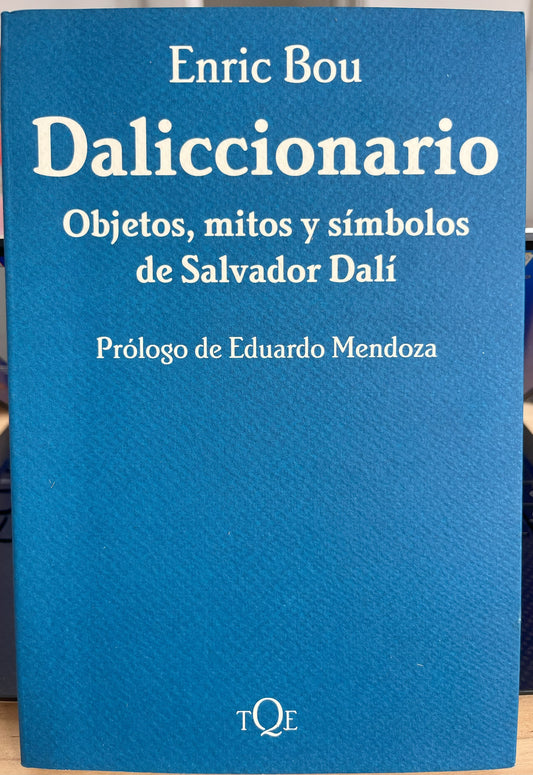 Enric Bou
Daliccionario
Objetos, mitos y símbolos
de Salvador Dalí
Prólogo de Eduardo Mendoza
TQE